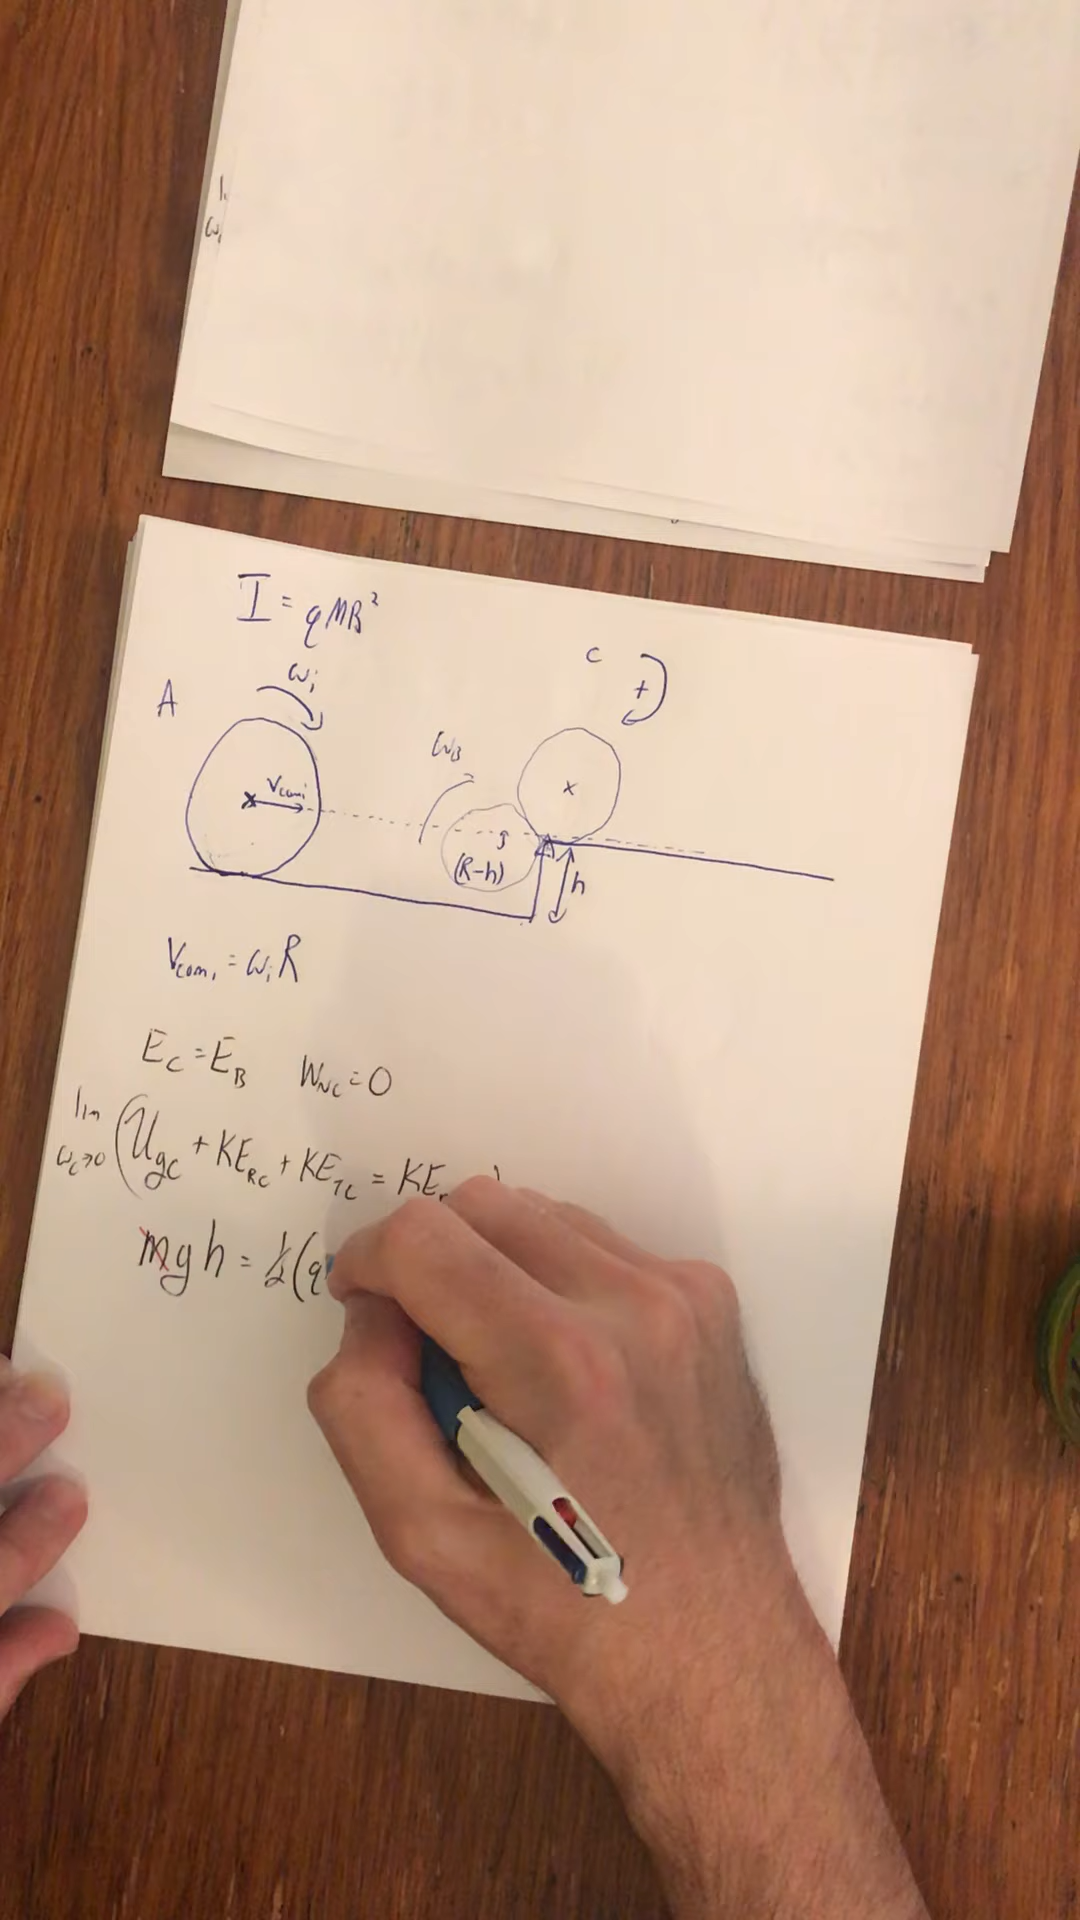 I = qMR²
C
ωᵢ
+
A
ω_B
V_comᵢ
(R-h)
h
V_comᵢ = ωᵢR
E_C = E_B W_NC = 0
lim ω_C→0 (U_gC + KE_RC + KE_TC = KE
mgh = ½(q